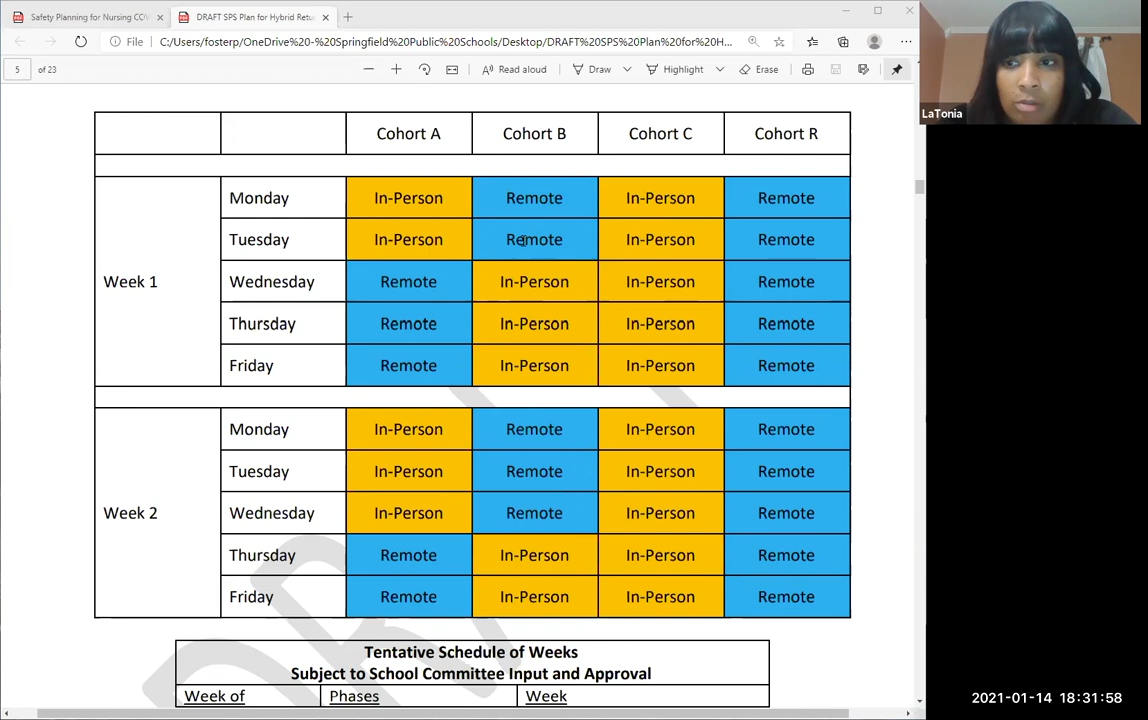 Safety Planning for Nursing CC(V
DRAFT SPS Plan for Hybrid Retu
File C:/Users/fosterp/OneDrive%20-%20Springfield%20Public%20Schools/Desktop/DRAFT%20SPS%20Plan%20for%20H...
5 of 23 Read aloud Draw Highlight Erase
LaTonia
Cohort A Cohort B Cohort C Cohort R
Monday In-Person Remote In-Person Remote
Tuesday In-Person Remote In-Person Remote
Week 1 Wednesday Remote In-Person In-Person Remote
Thursday Remote In-Person In-Person Remote
Friday Remote In-Person In-Person Remote
Monday In-Person Remote In-Person Remote
Tuesday In-Person Remote In-Person Remote
Week 2 Wednesday In-Person Remote In-Person Remote
Thursday Remote In-Person In-Person Remote
Friday Remote In-Person In-Person Remote
Tentative Schedule of Weeks
Subject to School Committee Input and Approval
Week of Phases Week
2021-01-14 18:31:58